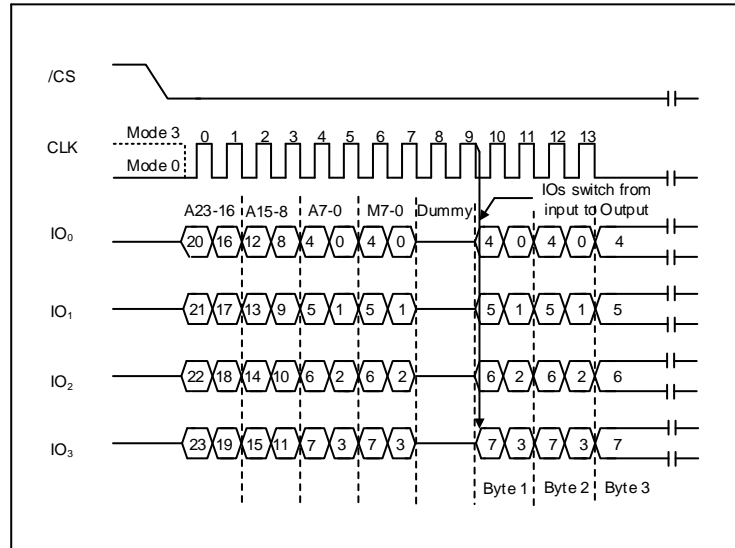 /CS
Mode 3
CLK
Mode 0
0 1 2 3 4 5 6 7 8 9 10 11 12 13
IOs switch from
input to Output
A23-16 A15-8 A7-0 M7-0 Dummy
IO0 20 16 12 8 4 0 4 0 4 0 4 0 4
IO1 21 17 13 9 5 1 5 1 5 1 5 1 5
IO2 22 18 14 10 6 2 6 2 6 2 6 2 6
IO3 23 19 15 11 7 3 7 3 7 3 7 3 7
Byte 1 Byte 2 Byte 3